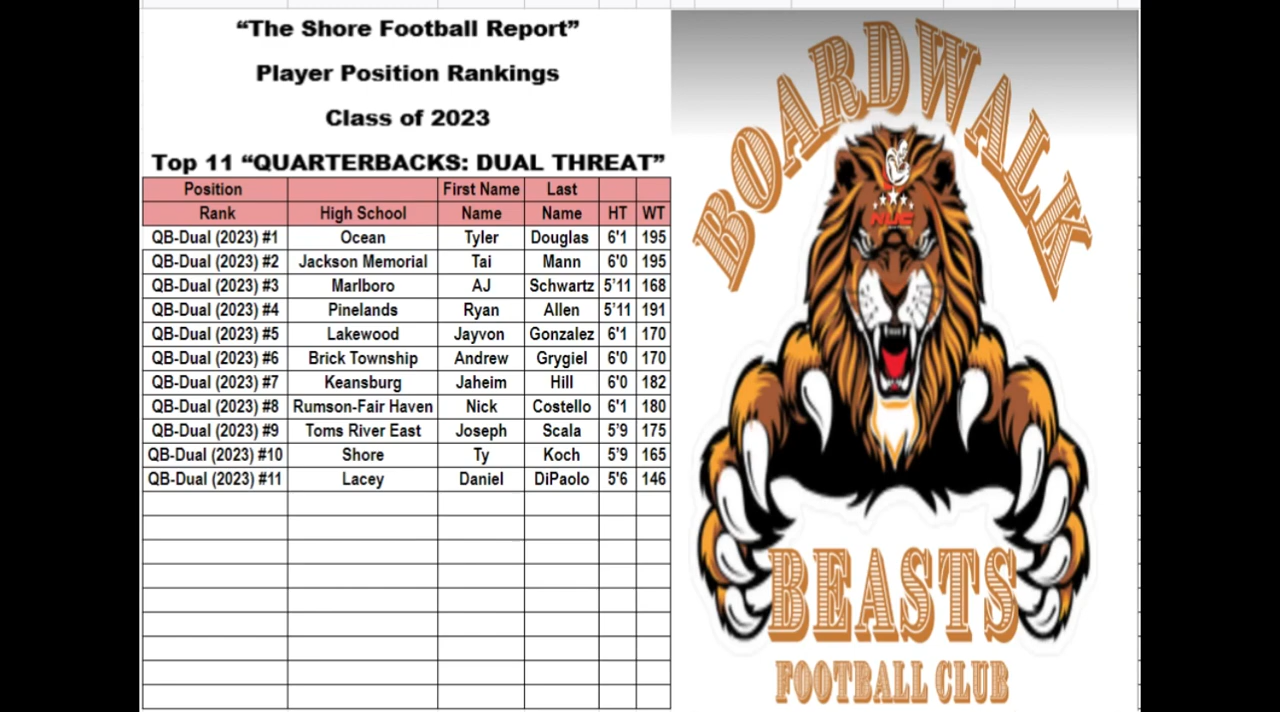 “The Shore Football Report”
Player Position Rankings
Class of 2023
Top 11 “QUARTERBACKS: DUAL THREAT”
Position First Name Last
Rank High School Name Name HT WT
QB-Dual (2023) #1 Ocean Tyler Douglas 6'1 195
QB-Dual (2023) #2 Jackson Memorial Tai Mann 6'0 195
QB-Dual (2023) #3 Marlboro AJ Schwartz 5'11 168
QB-Dual (2023) #4 Pinelands Ryan Allen 5'11 191
QB-Dual (2023) #5 Lakewood Jayvon Gonzalez 6'1 170
QB-Dual (2023) #6 Brick Township Andrew Grygiel 6'0 170
QB-Dual (2023) #7 Keansburg Jaheim Hill 6'0 182
QB-Dual (2023) #8 Rumson-Fair Haven Nick Costello 6'1 180
QB-Dual (2023) #9 Toms River East Joseph Scala 5'9 175
QB-Dual (2023) #10 Shore Ty Koch 5'9 165
QB-Dual (2023) #11 Lacey Daniel DiPaolo 5'6 146
BOARDWALK
NUC
BEASTS
FOOTBALL CLUB